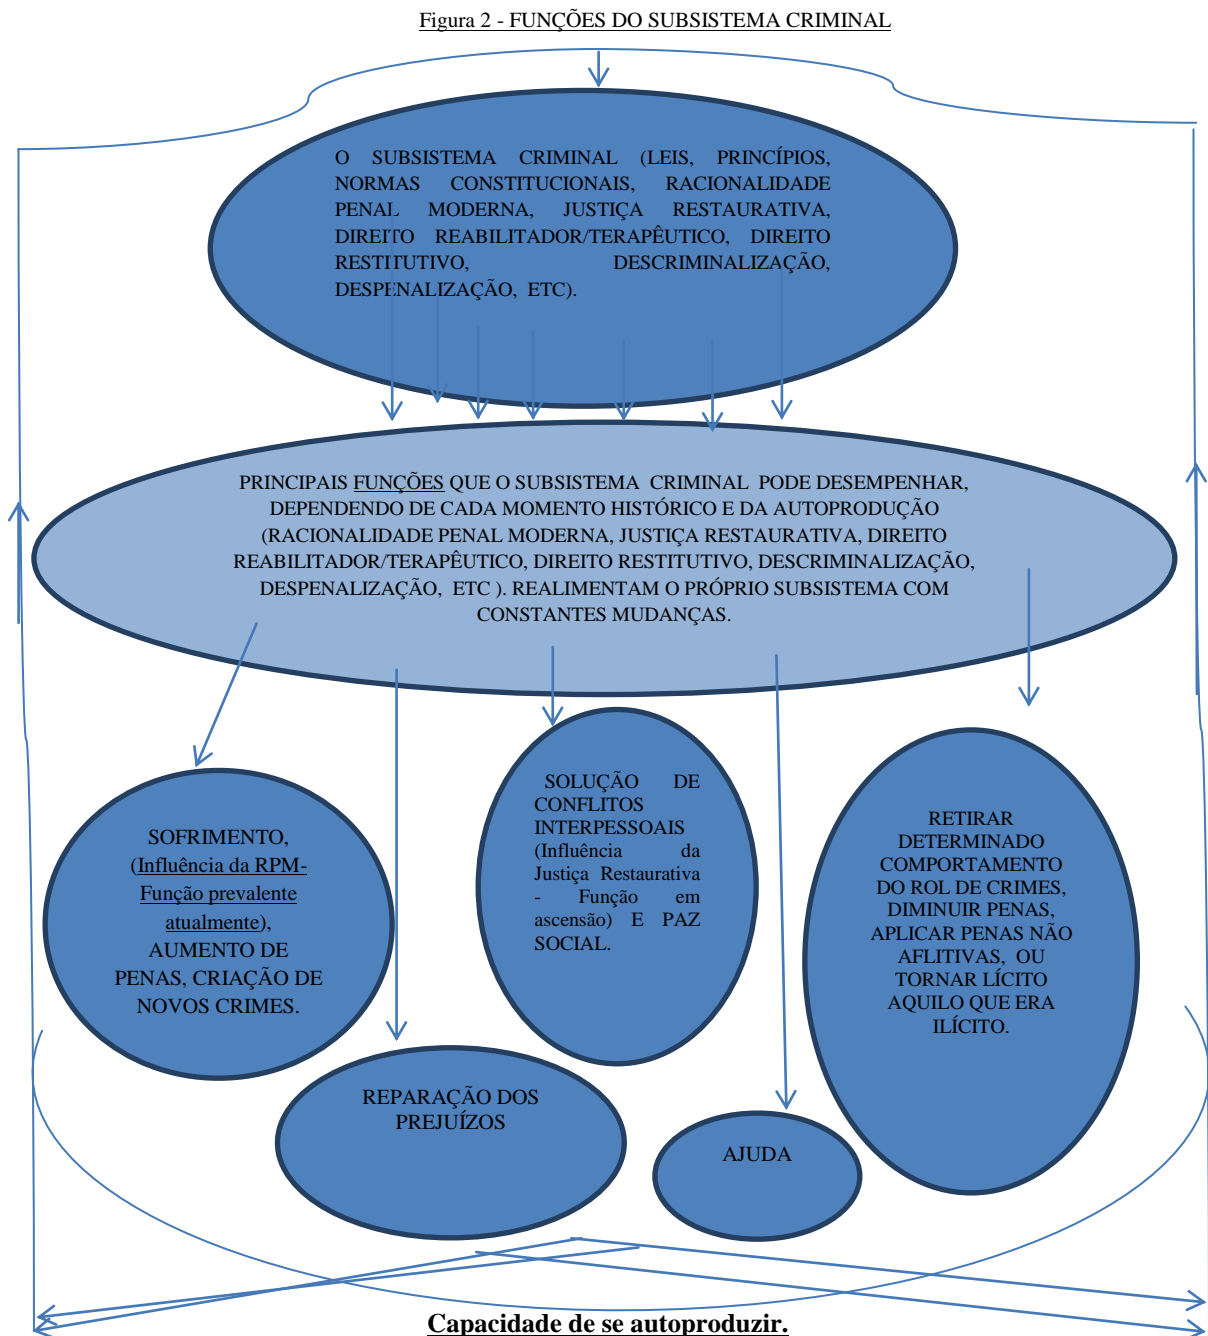 Figura 2 - FUNÇÕES DO SUBSISTEMA CRIMINAL
O SUBSISTEMA CRIMINAL (LEIS, PRINCÍPIOS,
NORMAS CONSTITUCIONAIS, RACIONALIDADE
PENAL MODERNA, JUSTIÇA RESTAURATIVA,
DIREITO REABILITADOR/TERAPÊUTICO, DIREITO
RESTITUTIVO, DESCRIMINALIZAÇÃO,
DESPENALIZAÇÃO, ETC).
PRINCIPAIS FUNÇÕES QUE O SUBSISTEMA CRIMINAL PODE DESEMPENHAR,
DEPENDENDO DE CADA MOMENTO HISTÓRICO E DA AUTOPRODUÇÃO
(RACIONALIDADE PENAL MODERNA, JUSTIÇA RESTAURATIVA, DIREITO
REABILITADOR/TERAPÊUTICO, DIREITO RESTITUTIVO, DESCRIMINALIZAÇÃO,
DESPENALIZAÇÃO, ETC ). REALIMENTAM O PRÓPRIO SUBSISTEMA COM
CONSTANTES MUDANÇAS.
SOFRIMENTO,
(Influência da RPM-
Função prevalente
atualmente),
AUMENTO DE
PENAS, CRIAÇÃO DE
NOVOS CRIMES.
SOLUÇÃO DE
CONFLITOS
INTERPESSOAIS
(Influência da
Justiça Restaurativa
- Função em
ascensão) E PAZ
SOCIAL.
RETIRAR
DETERMINADO
COMPORTAMENTO
DO ROL DE CRIMES,
DIMINUIR PENAS,
APLICAR PENAS NÃO
AFLITIVAS, OU
TORNAR LÍCITO
AQUILO QUE ERA
ILÍCITO.
REPARAÇÃO DOS
PREJUÍZOS
AJUDA
Capacidade de se autoproduzir.